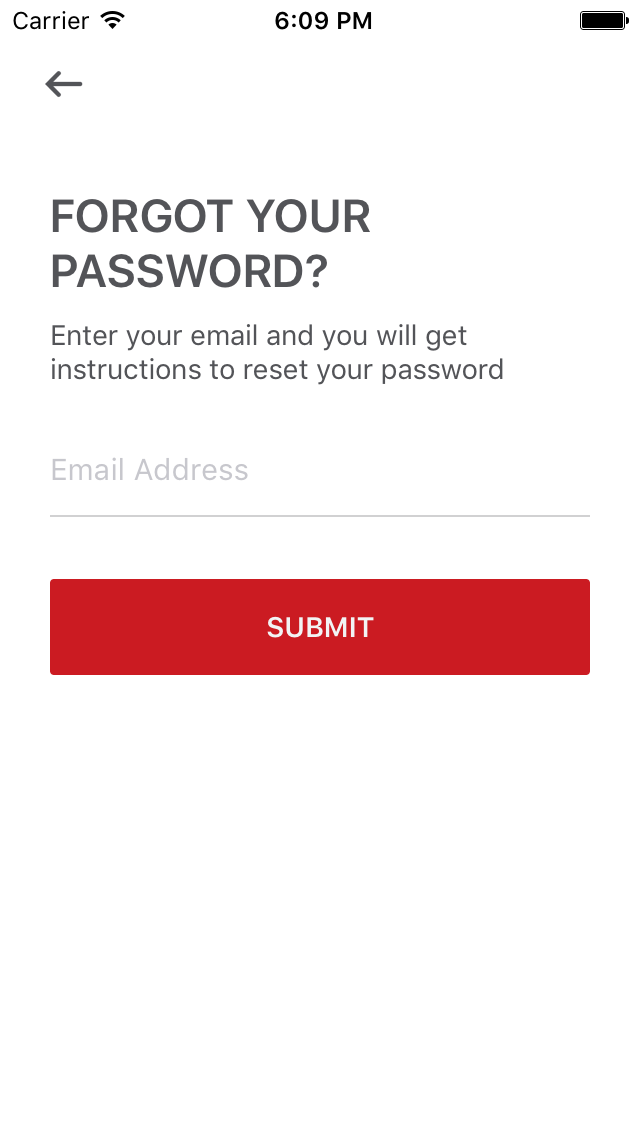 Carrier 6:09 PM
FORGOT YOUR
PASSWORD?
Enter your email and you will get
instructions to reset your password
Email Address
SUBMIT